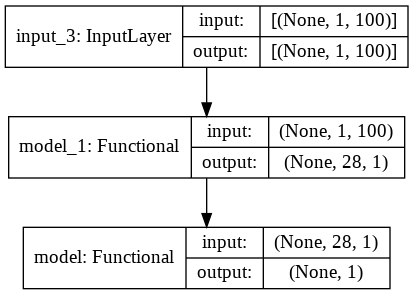 input_3: InputLayer
input: [(None, 1, 100)]
output: [(None, 1, 100)]
model_1: Functional
input: (None, 1, 100)
output: (None, 28, 1)
model: Functional
input: (None, 28, 1)
output: (None, 1)